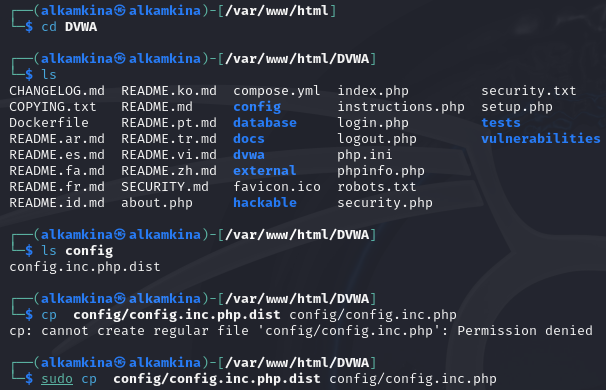 ┌──(alkamkina㉿alkamkina)-[/var/www/html]
└─$ cd DVWA
┌──(alkamkina㉿alkamkina)-[/var/www/html/DVWA]
└─$ ls
CHANGELOG.md README.ko.md compose.yml index.php security.txt
COPYING.txt README.md config instructions.php setup.php
Dockerfile README.pt.md database login.php tests
README.ar.md README.tr.md docs logout.php vulnerabilities
README.es.md README.vi.md dvwa php.ini
README.fa.md README.zh.md external phpinfo.php
README.fr.md SECURITY.md favicon.ico robots.txt
README.id.md about.php hackable security.php
┌──(alkamkina㉿alkamkina)-[/var/www/html/DVWA]
└─$ ls config
config.inc.php.dist
┌──(alkamkina㉿alkamkina)-[/var/www/html/DVWA]
└─$ cp  config/config.inc.php.dist config/config.inc.php
cp: cannot create regular file 'config/config.inc.php': Permission denied
┌──(alkamkina㉿alkamkina)-[/var/www/html/DVWA]
└─$ sudo cp  config/config.inc.php.dist config/config.inc.php